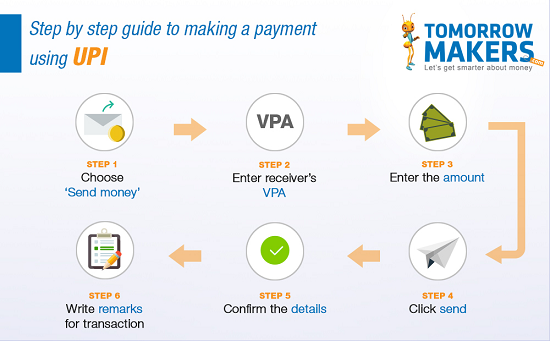 Step by step guide to making a payment
using UPI
TOMORROW
MAKERS.com
Let's get smarter about money
VPA
STEP 1
Choose
'Send money'
STEP 2
Enter receiver's
VPA
STEP 3
Enter the amount
STEP 4
Click send
STEP 5
Confirm the details
STEP 6
Write remarks
for transaction